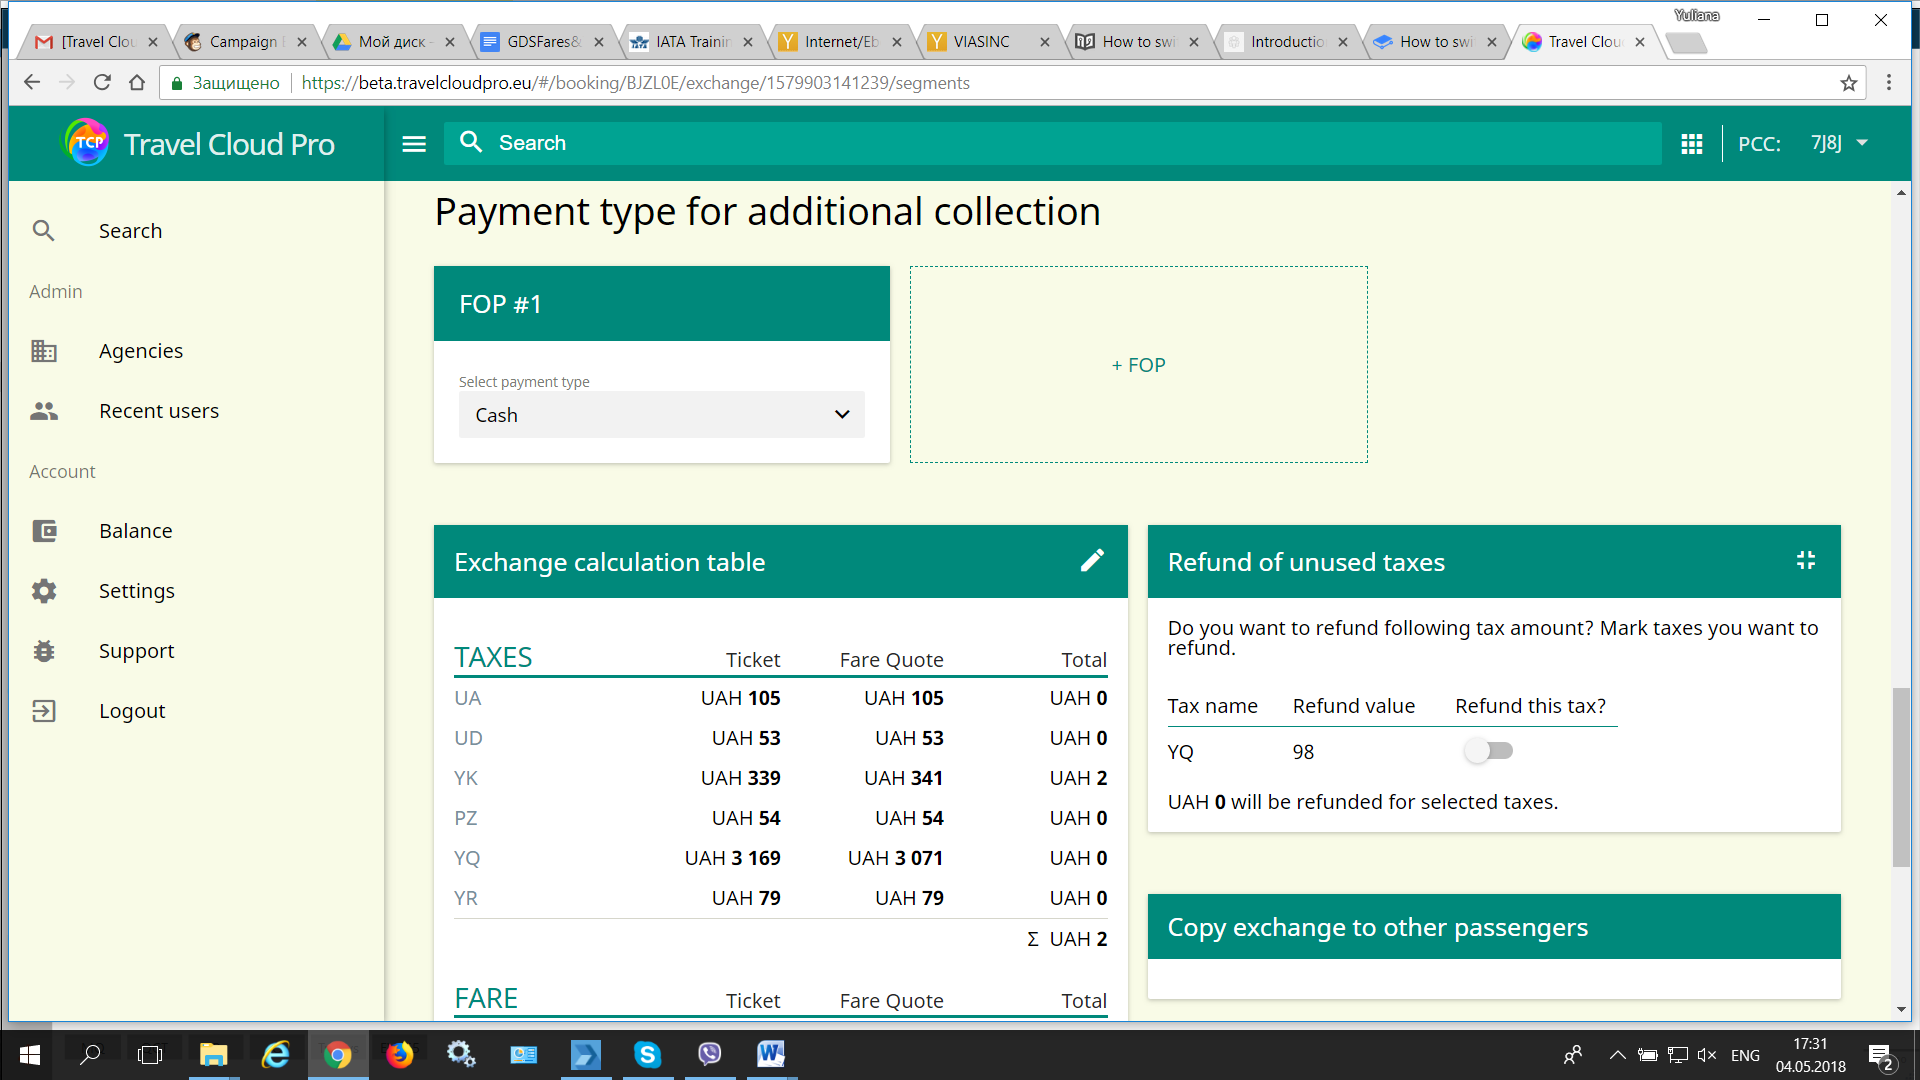 Yuliana
[Travel Clou
Campaign
Мой диск -
GDSFares&
IATA Trainin
Internet/Eb
VIASINC
How to swi
Introductio
How to swi
Travel Clou
Защищено
https://beta.travelcloudpro.eu/#/booking/BJZL0E/exchange/1579903141239/segments
TCP
Travel Cloud Pro
Search
PCC:
7J8J
Search
Admin
Agencies
Recent users
Account
Balance
Settings
Support
Logout
Payment type for additional collection
FOP #1
Select payment type
Cash
+ FOP
Exchange calculation table
TAXES Ticket Fare Quote Total
UA UAH 105 UAH 105 UAH 0
UD UAH 53 UAH 53 UAH 0
YK UAH 339 UAH 341 UAH 2
PZ UAH 54 UAH 54 UAH 0
YQ UAH 3 169 UAH 3 071 UAH 0
YR UAH 79 UAH 79 UAH 0
Σ UAH 2
FARE Ticket Fare Quote Total
Refund of unused taxes
Do you want to refund following tax amount? Mark taxes you want to
refund.
Tax name Refund value Refund this tax?
YQ 98
UAH 0 will be refunded for selected taxes.
Copy exchange to other passengers
ENG
17:31
04.05.2018
2